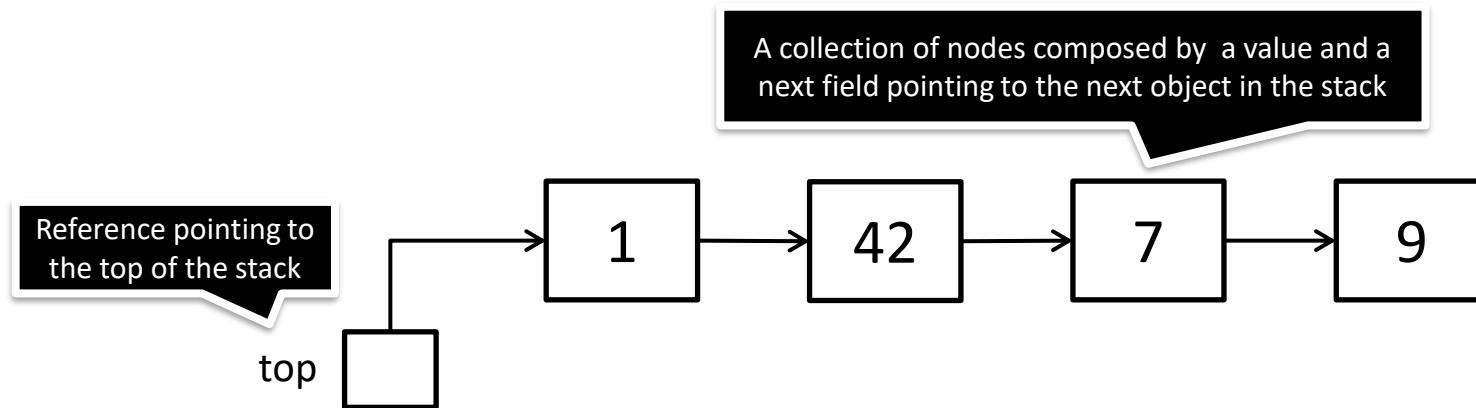 A collection of nodes composed by a value and a
next field pointing to the next object in the stack
Reference pointing to
the top of the stack
1
42
7
9
top